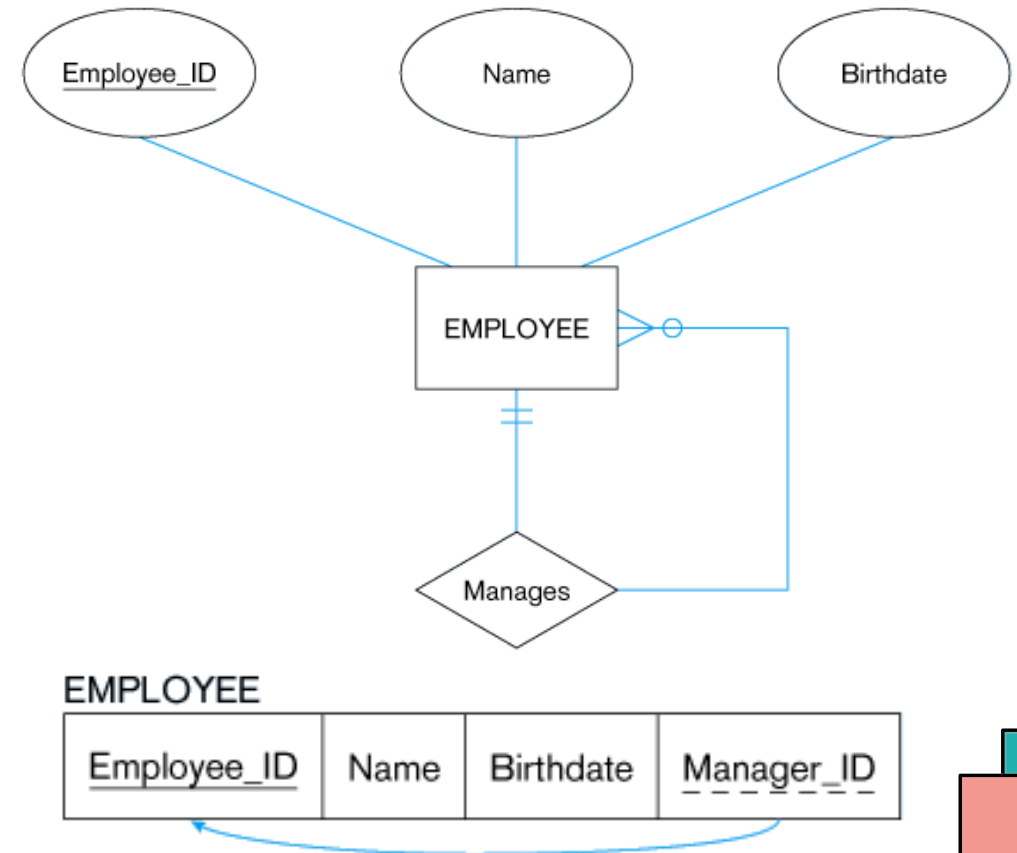 Employee_ID Name Birthdate
EMPLOYEE
Manages
EMPLOYEE
Employee_ID Name Birthdate Manager_ID